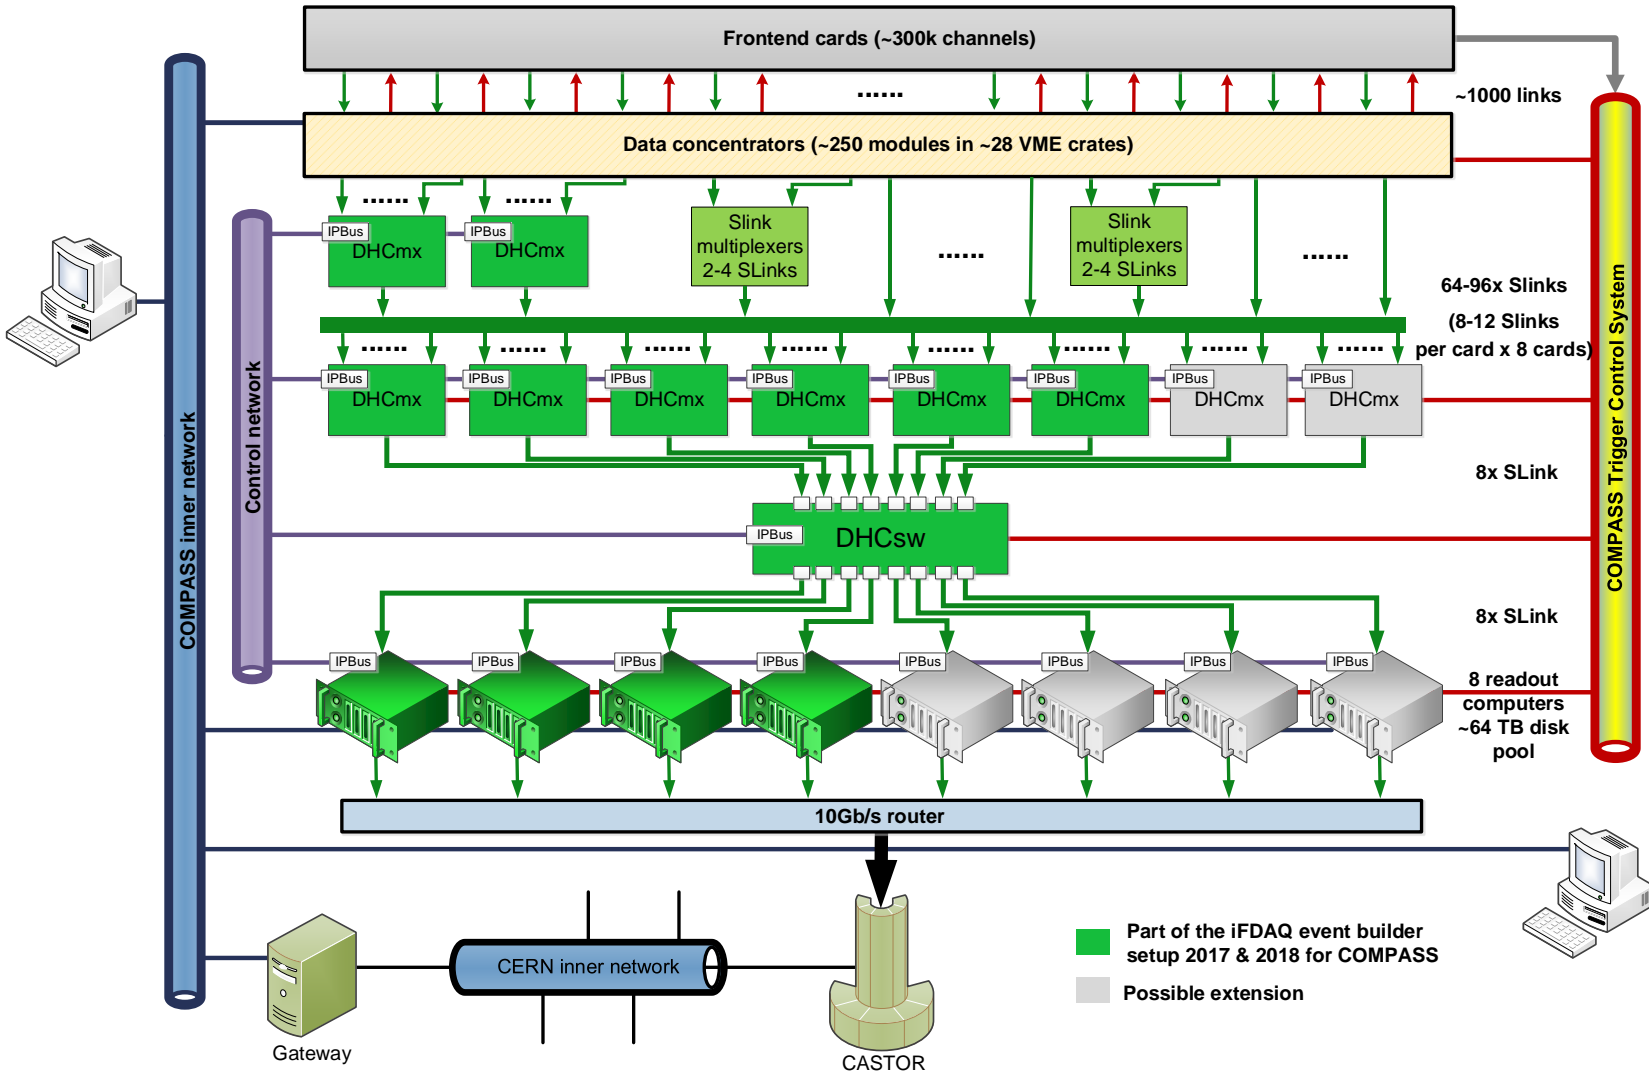 Frontend cards (~300k channels)
~1000 links
Data concentrators (~250 modules in ~28 VME crates)
......
......
......
IPBus
DHCmx
IPBus
DHCmx
Slink
multiplexers
2-4 SLinks
......
Slink
multiplexers
2-4 SLinks
......
64-96x Slinks
(8-12 Slinks
per card x 8 cards)
......
......
......
......
......
......
......
......
IPBus
DHCmx
IPBus
DHCmx
IPBus
DHCmx
IPBus
DHCmx
IPBus
DHCmx
IPBus
DHCmx
IPBus
DHCmx
IPBus
DHCmx
COMPASS inner network
Control network
COMPASS Trigger Control System
8x SLink
IPBus
DHCsw
8x SLink
IPBus
IPBus
IPBus
IPBus
IPBus
IPBus
IPBus
IPBus
8 readout
computers
~64 TB disk
pool
10Gb/s router
CERN inner network
Gateway
CASTOR
Part of the iFDAQ event builder
setup 2017 & 2018 for COMPASS
Possible extension